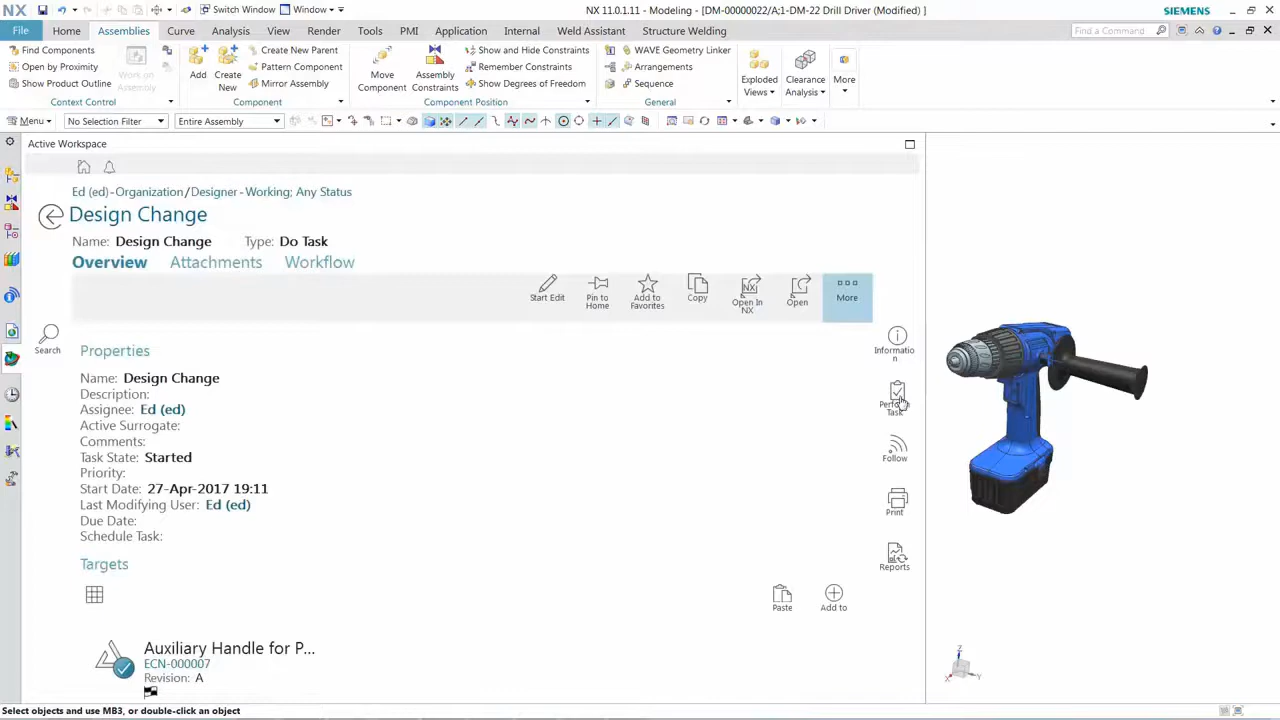 NX
Switch Window
Window
NX 11.0.1.11 - Modeling - [DM-00000022/A;1-DM-22 Drill Driver (Modified) ]
SIEMENS
File
Home
Assemblies
Curve
Analysis
View
Render
Tools
PMI
Application
Internal
Weld Assistant
Structure Welding
Find a Command
Find Components
Open by Proximity
Show Product Outline
Work on Assembly
Context Control
Add
Create New
Create New Parent
Pattern Component
Mirror Assembly
Component
Move Component
Assembly Constraints
Show and Hide Constraints
Remember Constraints
Show Degrees of Freedom
Component Position
WAVE Geometry Linker
Arrangements
Sequence
General
Exploded Views
Clearance Analysis
More
Menu
No Selection Filter
Entire Assembly
Active Workspace
Ed (ed)-Organization/Designer -Working; Any Status
Design Change
Name: Design Change Type: Do Task
Overview Attachments Workflow
Start Edit
Pin to Home
Add to Favorites
Copy
Open In NX
Open
More
Search
Informatio
n
Perform
Task
Follow
Print
Reports
Properties
Name: Design Change
Description:
Assignee: Ed (ed)
Active Surrogate:
Comments:
Task State: Started
Priority:
Start Date: 27-Apr-2017 19:11
Last Modifying User: Ed (ed)
Due Date:
Schedule Task:
Targets
Paste
Add to
Auxiliary Handle for P...
ECN-000007
Revision: A
Z
X
Y
Select objects and use MB3, or double-click an object